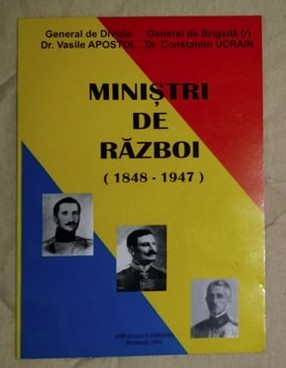 General de Divizie General de Brigadă (r)
Dr. Vasile APOSTOL Dr. Constantin UCRAIN
MINIȘTRI
DE
RĂZBOI
( 1848 - 1947 )